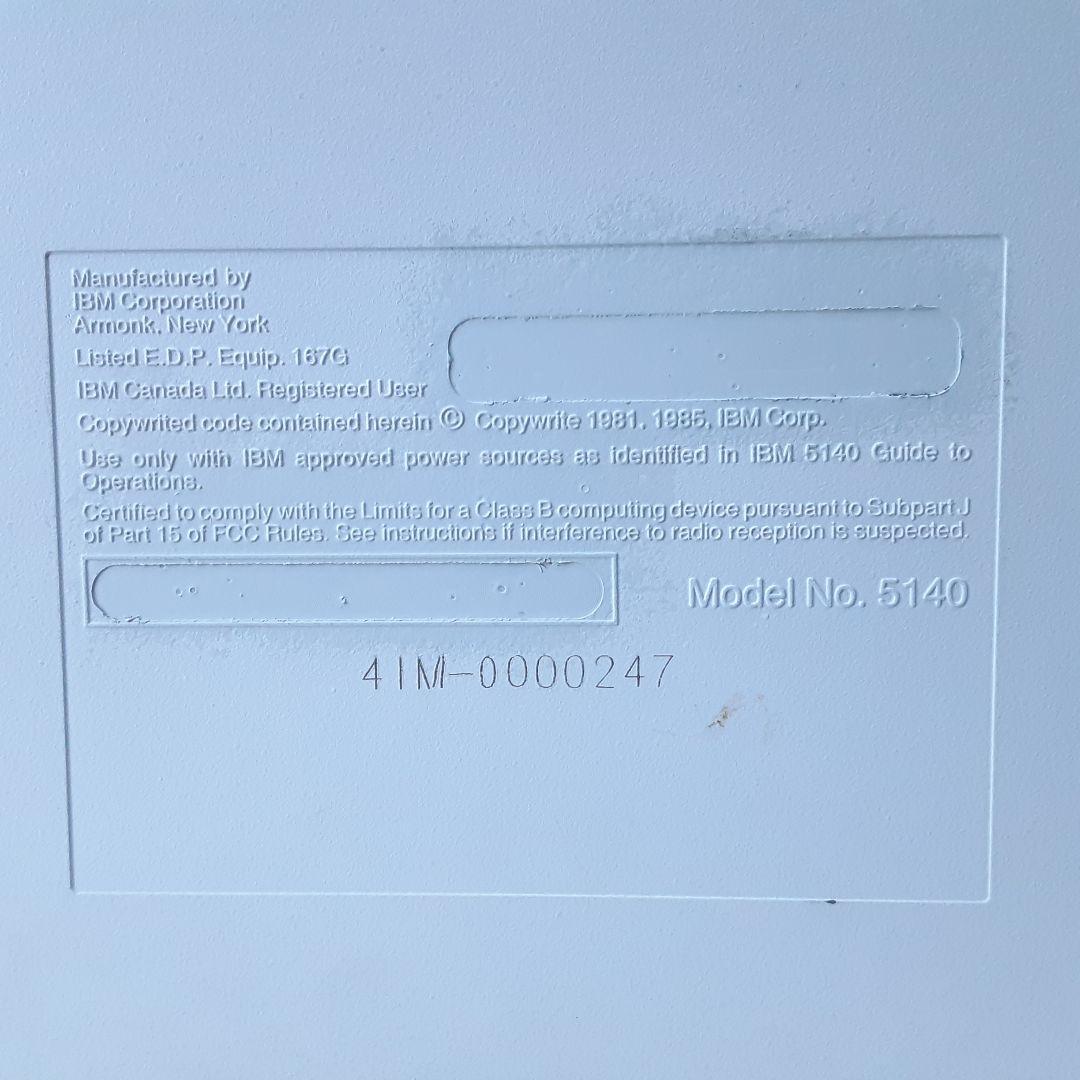 Manufactured by
IBM Corporation
Armonk, New York
Listed E.D.P. Equip. 167G
IBM Canada Ltd. Registered User
Copywrited code contained herein © Copywrite 1981, 1985, IBM Corp.
Use only with IBM approved power sources as identified in IBM 5140 Guide to
Operations.
Certified to comply with the Limits for a Class B computing device pursuant to Subpart J
of Part 15 of FCC Rules. See instructions if interference to radio reception is suspected.
Model No. 5140
41M-0000247